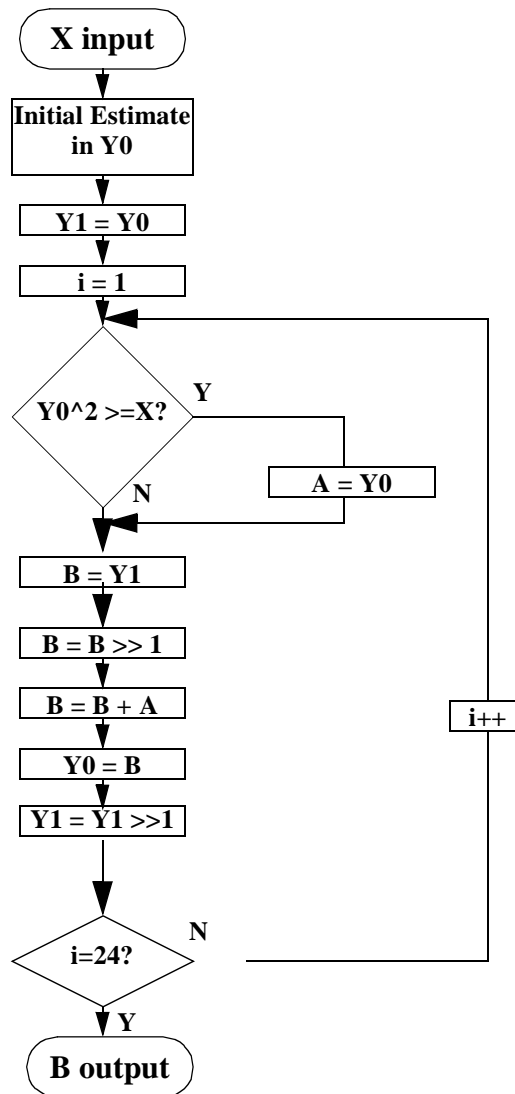 X input
Initial Estimate
in Y0
Y1 = Y0
i = 1
Y0^2 >=X?
Y
A = Y0
N
B = Y1
B = B >> 1
B = B + A
i++
Y0 = B
Y1 = Y1 >>1
N
i=24?
Y
B output